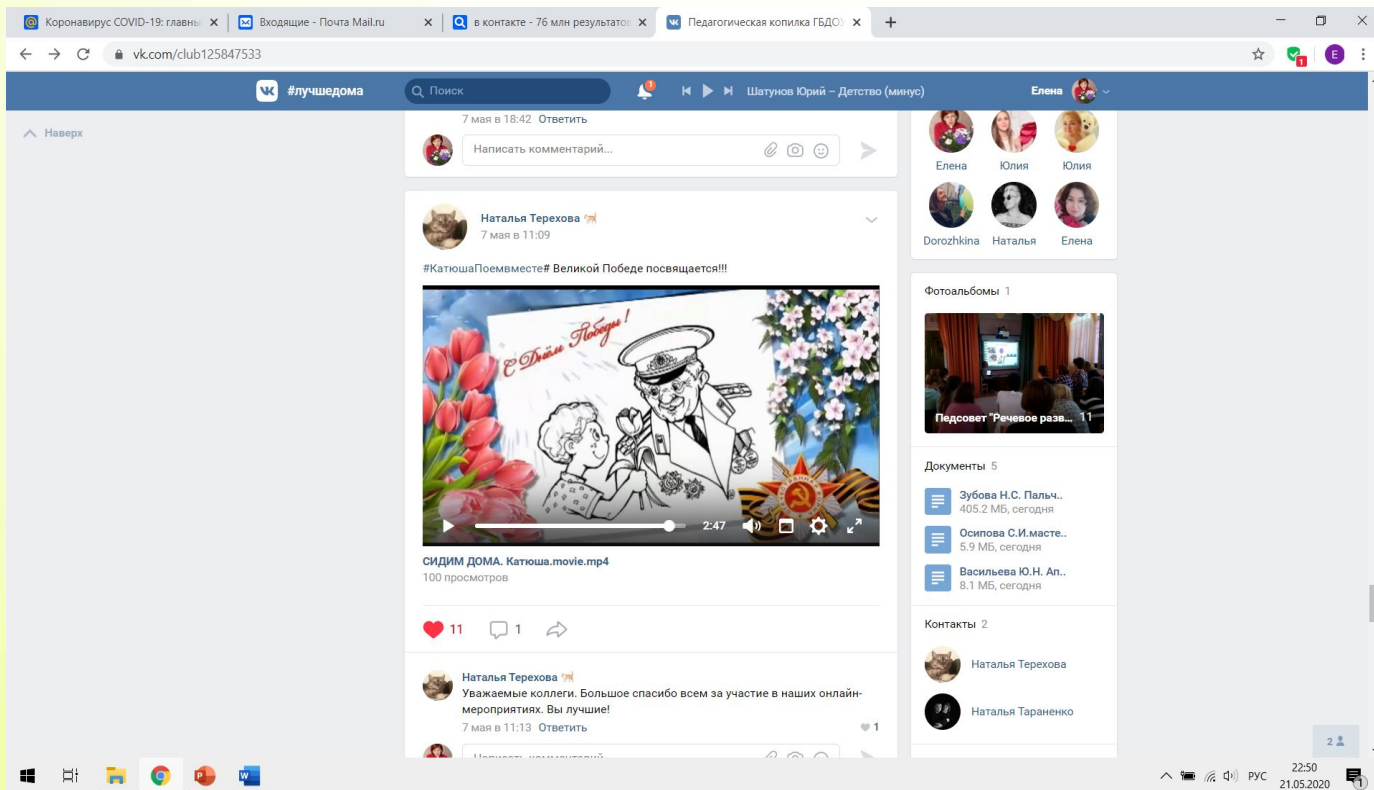 Коронавирус COVID-19: главны
Входящие - Почта Mail.ru
в контакте - 76 млн результатов
Педагогическая копилка ГБДОУ
vk.com/club125847533
1
E
#лучшедома
Поиск
1
Шатунов Юрий – Детство (минус)
Елена
Наверх
7 мая в 18:42 Ответить
Написать комментарий...
Наталья Терехова
7 мая в 11:09
#КатюшаПоемвместе# Великой Победе посвящается!!!
С Днём Победы!
2:47
СИДИМ ДОМА. Катюша.movie.mp4
100 просмотров
11
1
Наталья Терехова
Уважаемые коллеги. Большое спасибо всем за участие в наших онлайн-
мероприятиях. Вы лучшие!
7 мая в 11:13 Ответить
1
Елена Юлия Юлия
Dorozhkina Наталья Елена
Фотоальбомы 1
Педсовет "Речевое разв... 11
Документы 5
Зубова Н.С. Пальч..
405.2 МБ, сегодня
Осипова С.И.масте..
5.9 МБ, сегодня
Васильева Ю.Н. Ап..
8.1 МБ, сегодня
Контакты 2
Наталья Терехова
Наталья Тараненко
2
РУС
22:50
21.05.2020
1